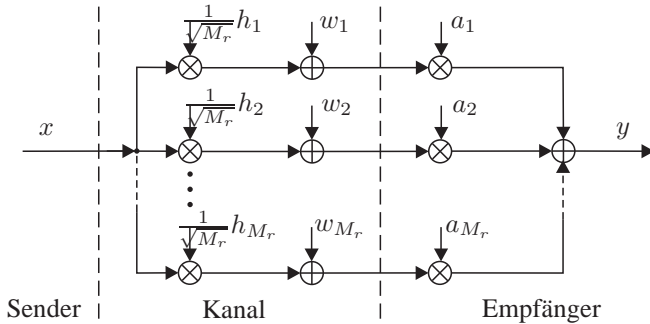 1/√M_r h_1 w_1 a_1
x 1/√M_r h_2 w_2 a_2 y
1/√M_r h_{M_r} w_{M_r} a_{M_r}
Sender Kanal Empfänger